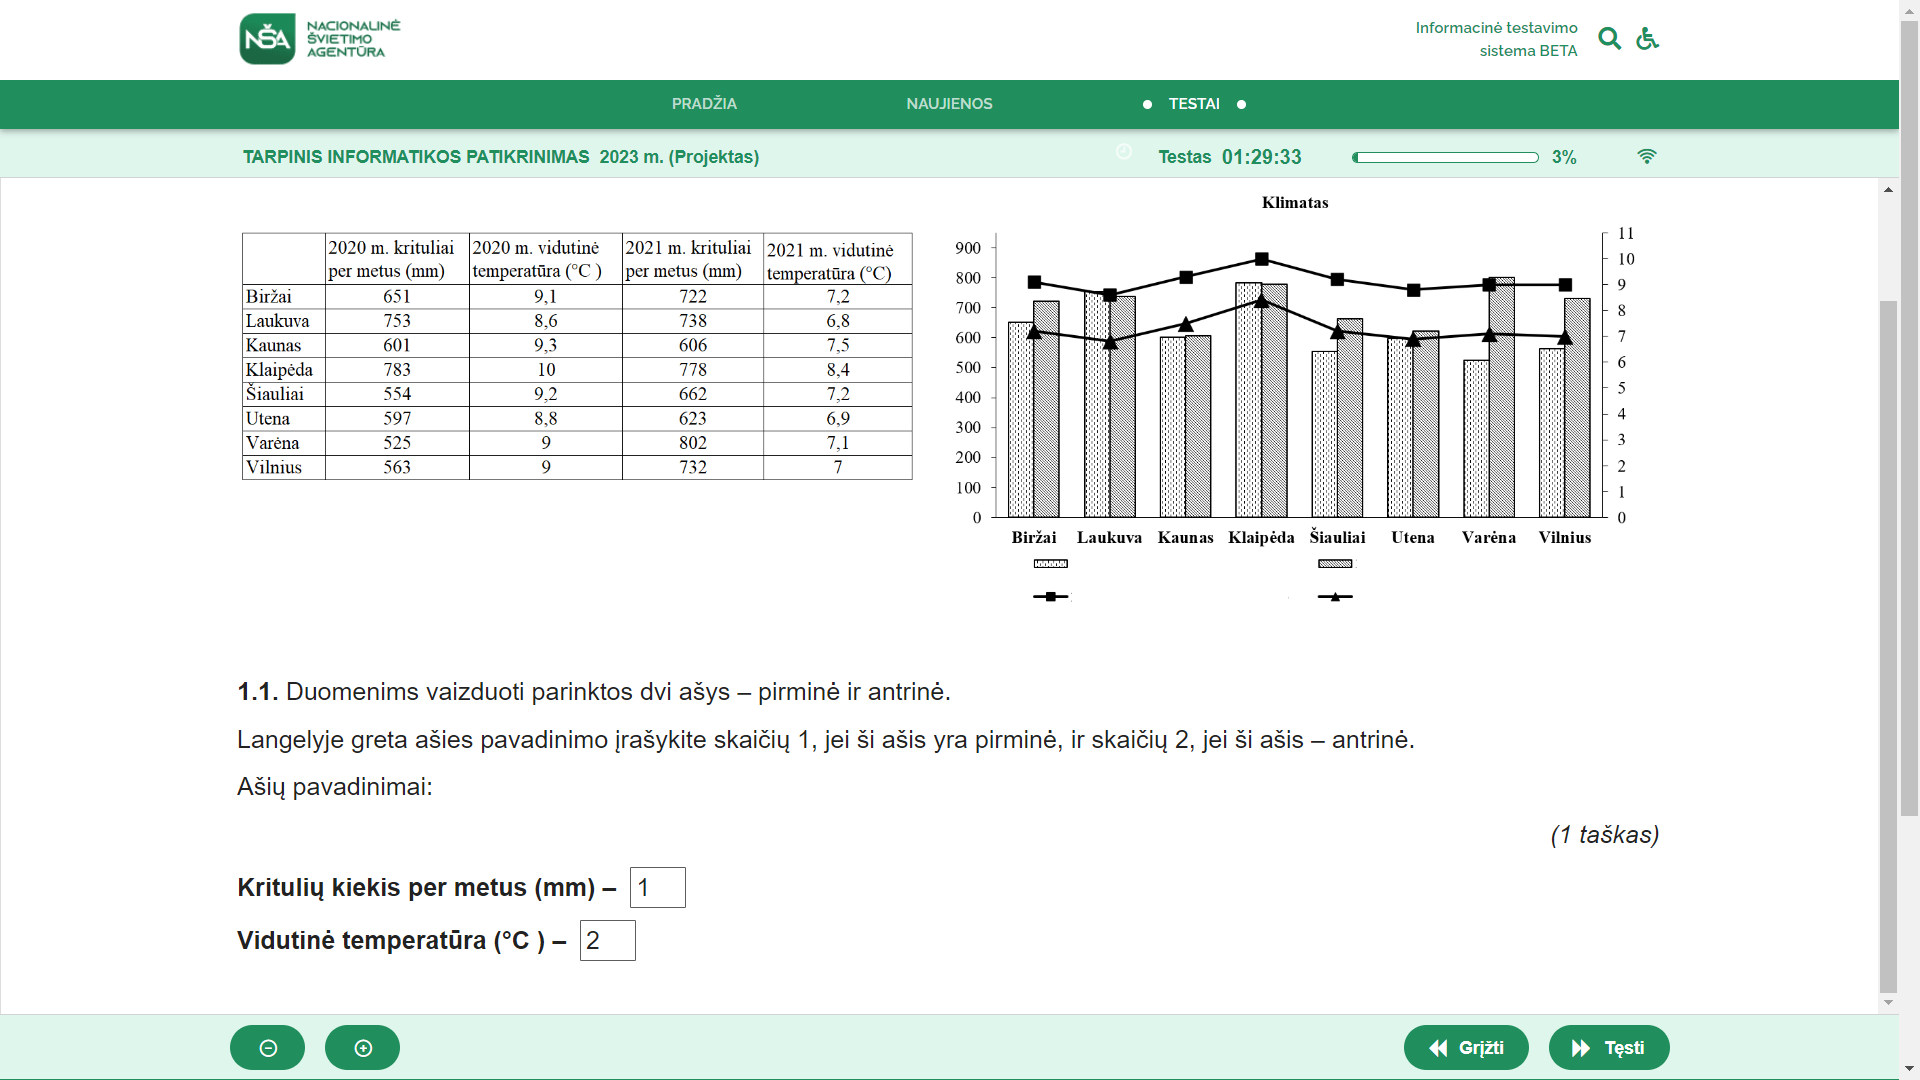 NŠA
NACIONALINĖ
ŠVIETIMO
AGENTŪRA
Informacinė testavimo
sistema BETA
PRADŽIA
NAUJIENOS
TESTAI
TARPINIS INFORMATIKOS PATIKRINIMAS 2023 m. (Projektas)
Testas 01:29:33
3%
2020 m. krituliai per metus (mm)
2020 m. vidutinė temperatūra (°C )
2021 m. krituliai per metus (mm)
2021 m. vidutinė temperatūra (°C)
Biržai 651 9,1 722 7,2
Laukuva 753 8,6 738 6,8
Kaunas 601 9,3 606 7,5
Klaipėda 783 10 778 8,4
Šiauliai 554 9,2 662 7,2
Utena 597 8,8 623 6,9
Varėna 525 9 802 7,1
Vilnius 563 9 732 7
Klimatas
900
800
700
600
500
400
300
200
100
0
11
10
9
8
7
6
5
4
3
2
1
0
Biržai Laukuva Kaunas Klaipėda Šiauliai Utena Varėna Vilnius
1.1. Duomenims vaizduoti parinktos dvi ašys – pirminė ir antrinė.
Langelyje greta ašies pavadinimo įrašykite skaičių 1, jei ši ašis yra pirminė, ir skaičių 2, jei ši ašis – antrinė.
Ašių pavadinimai:
(1 taškas)
Kritulių kiekis per metus (mm) – 1
Vidutinė temperatūra (°C ) – 2
Grįžti
Tęsti